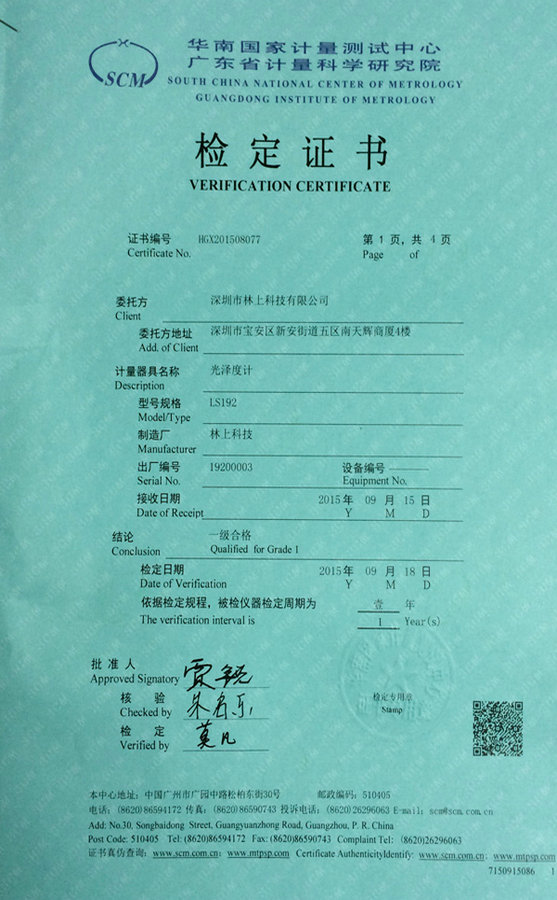 SCM
华南国家计量测试中心
广东省计量科学研究院
SOUTH CHINA NATIONAL CENTER OF METROLOGY
GUANGDONG INSTITUTE OF METROLOGY
检定证书
VERIFICATION CERTIFICATE
证书编号 HGX201508077 第 1 页，共 4 页
Certificate No. Page of
委托方 深圳市林上科技有限公司
Client
委托方地址 深圳市宝安区新安街道五区南天辉商厦4楼
Add. of Client
计量器具名称 光泽度计
Description
型号规格 LS192
Model/Type
制造厂 林上科技
Manufacturer
出厂编号 19200003 设备编号 ———
Serial No. Equipment No.
接收日期 2015 年 09 月 15 日
Date of Receipt Y M D
结论 一级合格
Conclusion Qualified for Grade 1
检定日期 2015 年 09 月 18 日
Date of Verification Y M D
依据检定规程，被检仪器检定周期为 壹 年
The verification interval is 1 Year(s)
批准人
Approved Signatory
核验
Checked by
检定 莫凡
Verified by
检定专用章
Stamp
本中心地址：中国广州市广园中路松柏东街30号 邮政编码：510405
电话：(8620)86594172 传真：(8620)86590743 投诉电话：(8620)26296063 E-mail：scm@scm.com.cn
Add: No.30, Songbaidong Street, Guangyuanzhong Road, Guangzhou, P. R. China
Post Code: 510405 Tel:(8620)86594172 Fax:(8620)86590743 Complaint Tel: (8620)26296063
证书真伪查询：www.scm.com.cn; www.mtpsp.com Certificate AuthenticityIdentify: www.scm.com.cn; www.mtpsp.com
7150915086 1